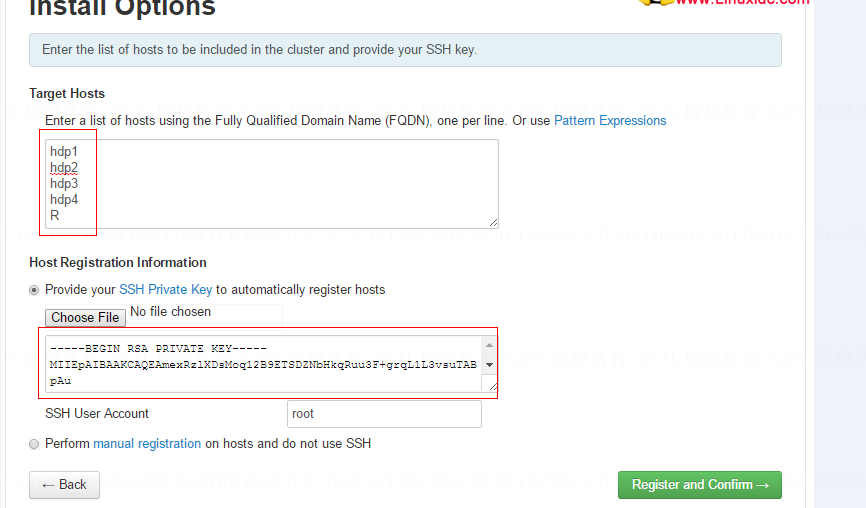 Install Options
www.Linuxidc.com
Enter the list of hosts to be included in the cluster and provide your SSH key.
Target Hosts
Enter a list of hosts using the Fully Qualified Domain Name (FQDN), one per line. Or use Pattern Expressions
hdp1
hdp2
hdp3
hdp4
R
Host Registration Information
Provide your SSH Private Key to automatically register hosts
Choose File No file chosen
-----BEGIN RSA PRIVATE KEY-----
MIIEpAIBAAKCAQEAmexRzlXDsMoq12B9ETSDZNbHkqRuu3F+grqL1L3vsuTAB
pAu
SSH User Account root
Perform manual registration on hosts and do not use SSH
← Back
Register and Confirm →